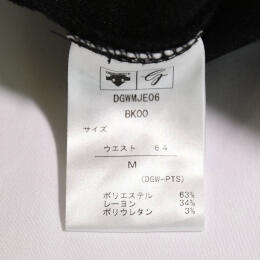 DGWMJE06
BK00
サイズ
ウエスト 64
M
(DGW-PTS)
ポリエステル 63%
レーヨン 34%
ポリウレタン 3%